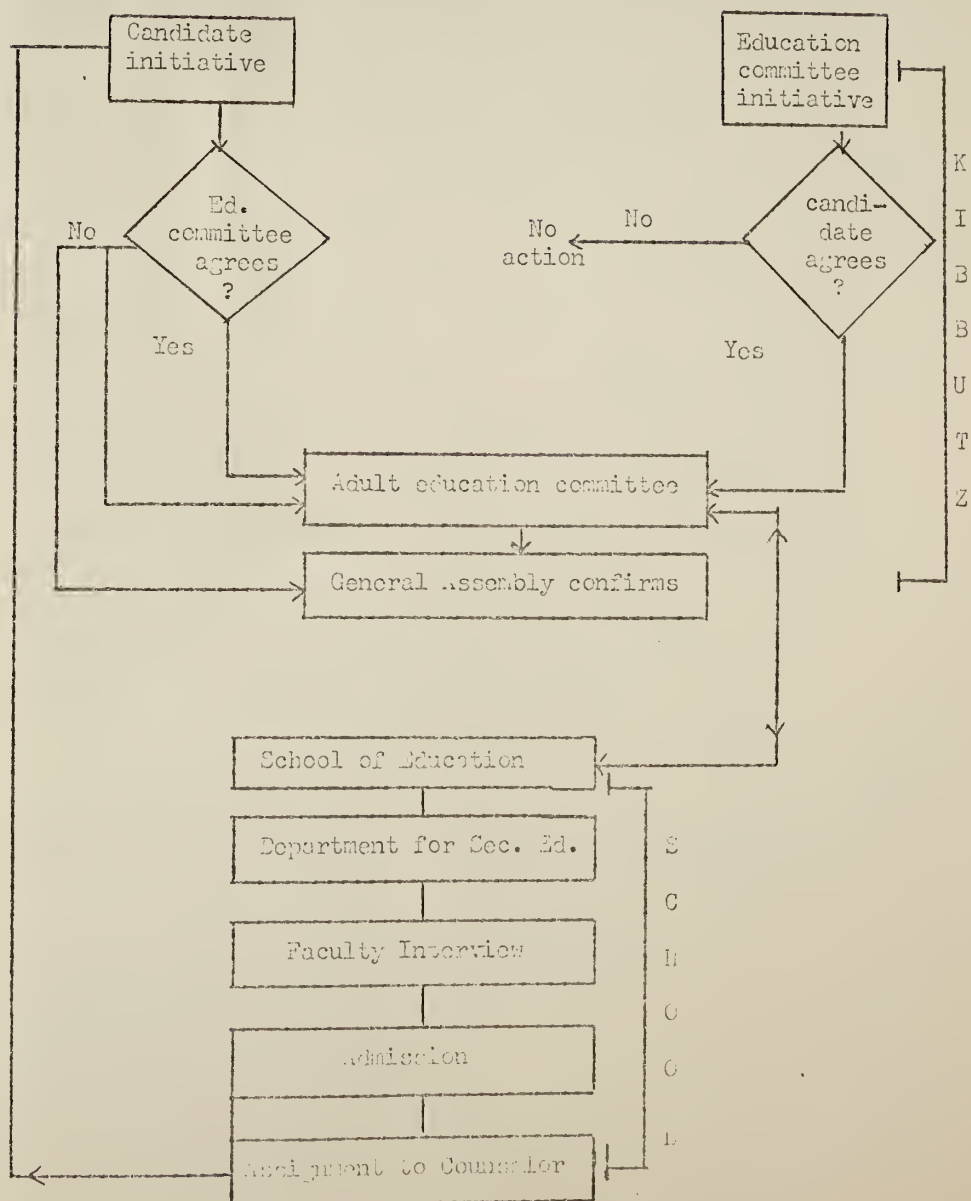 Candidate
initiative
Education
committee
initiative
Ed.
committee
agrees
?
No
Yes
candi-
date
agrees
?
No
No
action
Yes
K
I
B
B
U
T
Z
Adult education committee
General Assembly confirms
School of Education
Department for Sec. Ed.
Faculty Interview
Admission
Assignment to Counselor
S
C
H
O
O
L